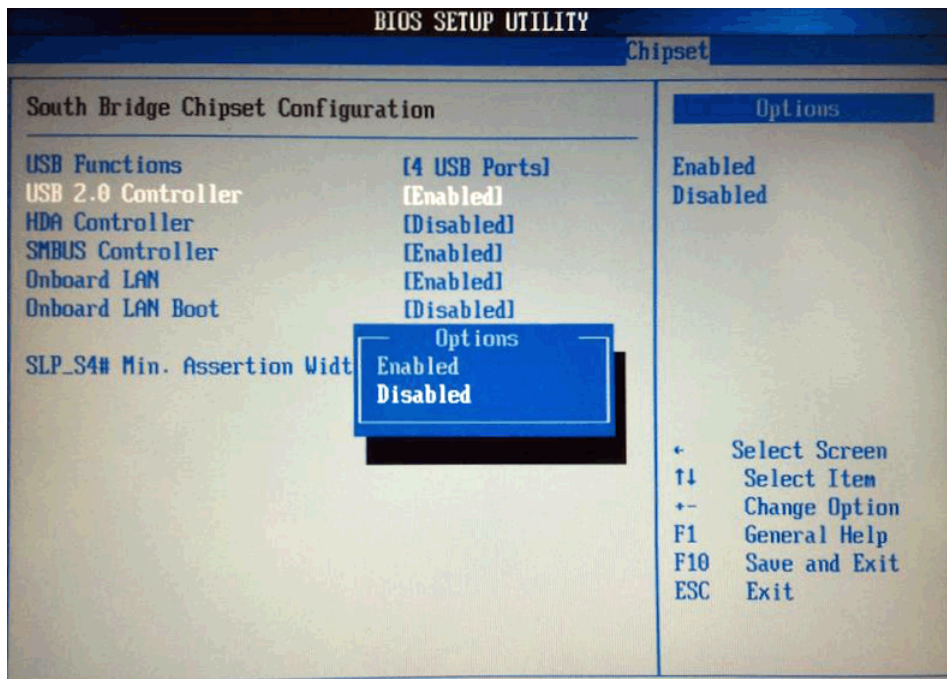 BIOS SETUP UTILITY
Chipset
South Bridge Chipset Configuration
USB Functions [4 USB Ports]
USB 2.0 Controller [Enabled]
HDA Controller [Disabled]
SMBUS Controller [Enabled]
Onboard LAN [Enabled]
Onboard LAN Boot [Disabled]
SLP_S4# Min. Assertion Widt
Options
Enabled
Disabled
Options
Enabled
Disabled
← Select Screen
↑↓ Select Item
+- Change Option
F1 General Help
F10 Save and Exit
ESC Exit